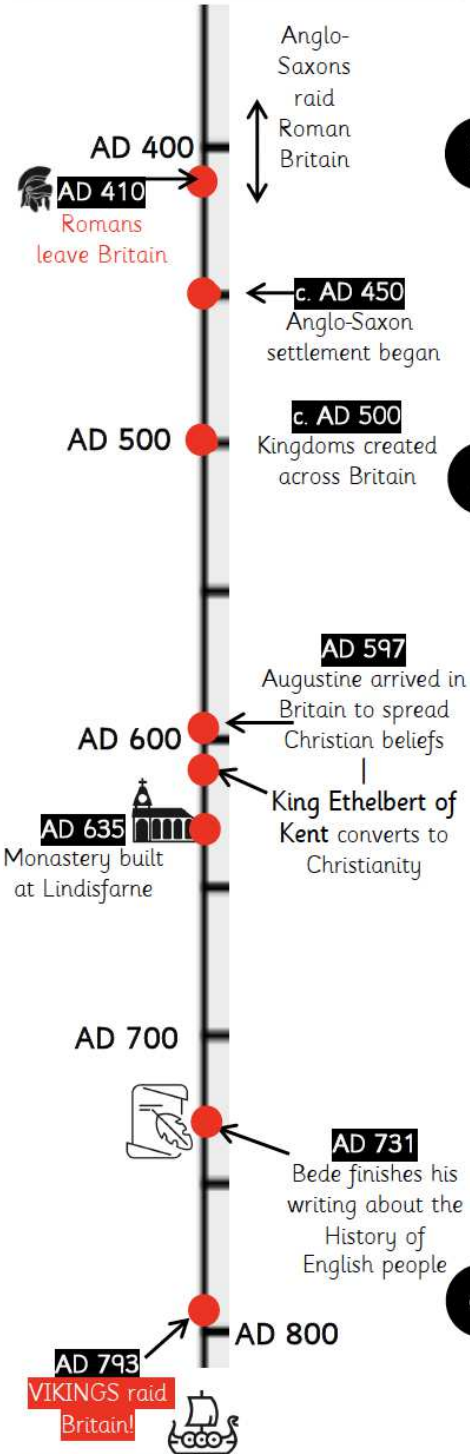 Anglo-
Saxons
raid
Roman
Britain
AD 400
AD 410
Romans
leave Britain
c. AD 450
Anglo-Saxon
settlement began
AD 500
c. AD 500
Kingdoms created
across Britain
AD 597
Augustine arrived in
Britain to spread
Christian beliefs
AD 600
King Ethelbert of
Kent converts to
Christianity
AD 635
Monastery built
at Lindisfarne
AD 700
AD 731
Bede finishes his
writing about the
History of
English people
AD 800
AD 793
VIKINGS raid
Britain!